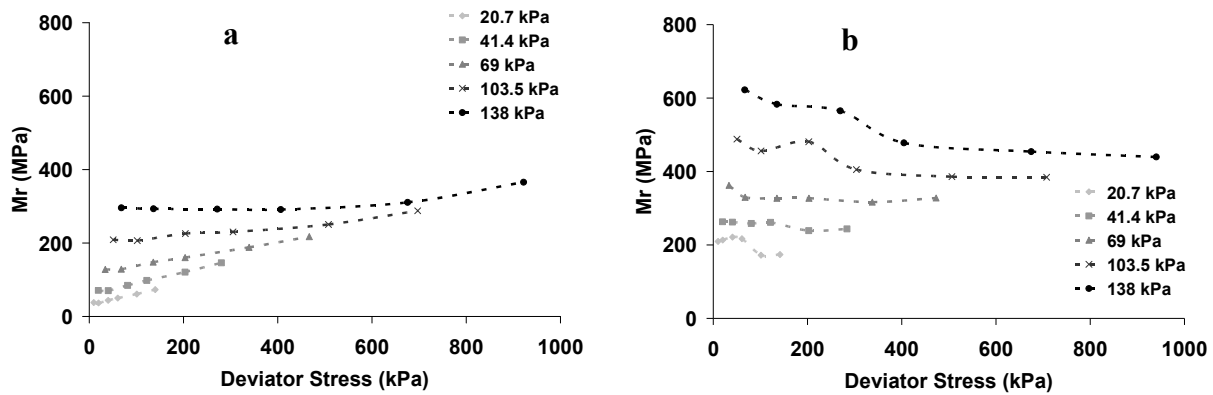 800
600
400
200
0
Mr (MPa)
a
20.7 kPa
41.4 kPa
69 kPa
103.5 kPa
138 kPa
0 200 400 600 800 1000
Deviator Stress (kPa)
800
600
400
200
0
Mr (MPa)
b
20.7 kPa
41.4 kPa
69 kPa
103.5 kPa
138 kPa
0 200 400 600 800 1000
Deviator Stress (kPa)